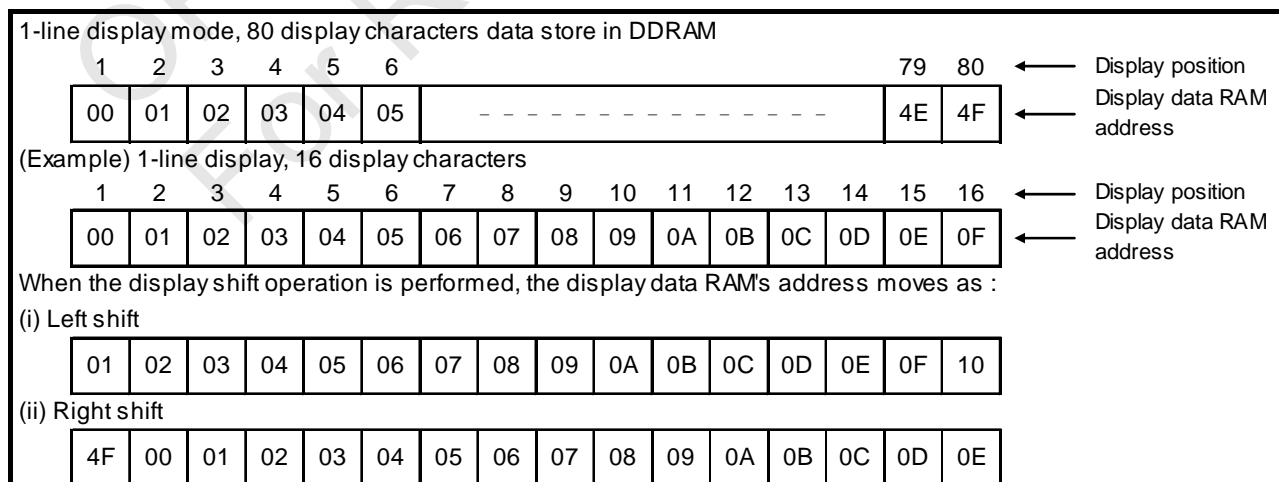 1-line display mode, 80 display characters data store in DDRAM
1 2 3 4 5 6 79 80 Display position
00 01 02 03 04 05 - - - - - - - - - - - - - - - 4E 4F Display data RAM address
(Example) 1-line display, 16 display characters
1 2 3 4 5 6 7 8 9 10 11 12 13 14 15 16 Display position
00 01 02 03 04 05 06 07 08 09 0A 0B 0C 0D 0E 0F Display data RAM address
When the display shift operation is performed, the display data RAM's address moves as :
(i) Left shift
01 02 03 04 05 06 07 08 09 0A 0B 0C 0D 0E 0F 10
(ii) Right shift
4F 00 01 02 03 04 05 06 07 08 09 0A 0B 0C 0D 0E
For